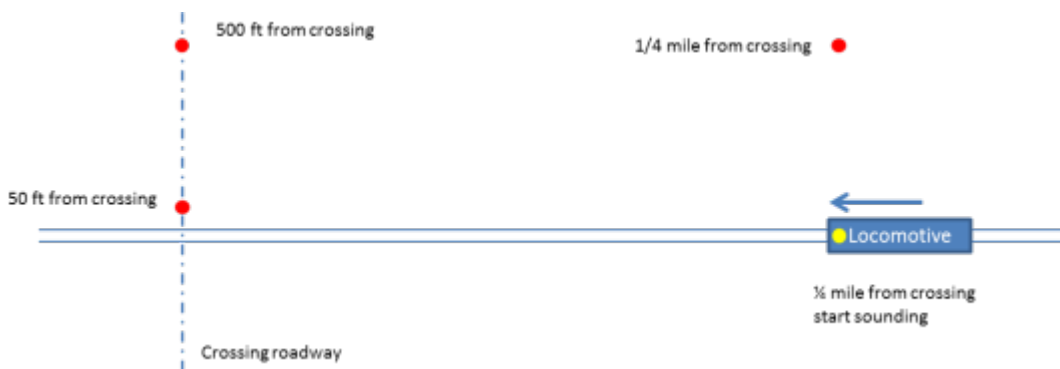 500 ft from crossing
1/4 mile from crossing
50 ft from crossing
Locomotive
¼ mile from crossing
start sounding
Crossing roadway